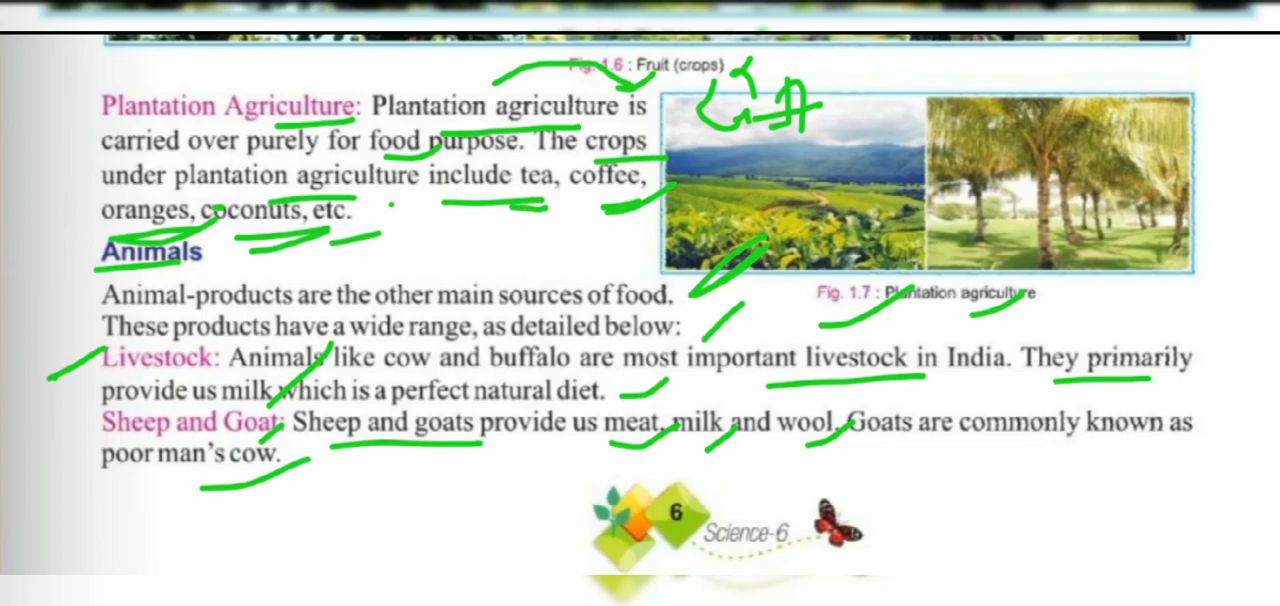 Fig. 1.6 : Fruit (crops)
Plantation Agriculture: Plantation agriculture is
carried over purely for food purpose. The crops
under plantation agriculture include tea, coffee,
oranges, coconuts, etc.
Fig. 1.7 : Plantation agriculture
Animals
Animal-products are the other main sources of food.
These products have a wide range, as detailed below:
Livestock: Animals like cow and buffalo are most important livestock in India. They primarily
provide us milk which is a perfect natural diet.
Sheep and Goat: Sheep and goats provide us meat, milk and wool. Goats are commonly known as
poor man's cow.
6
Science-6